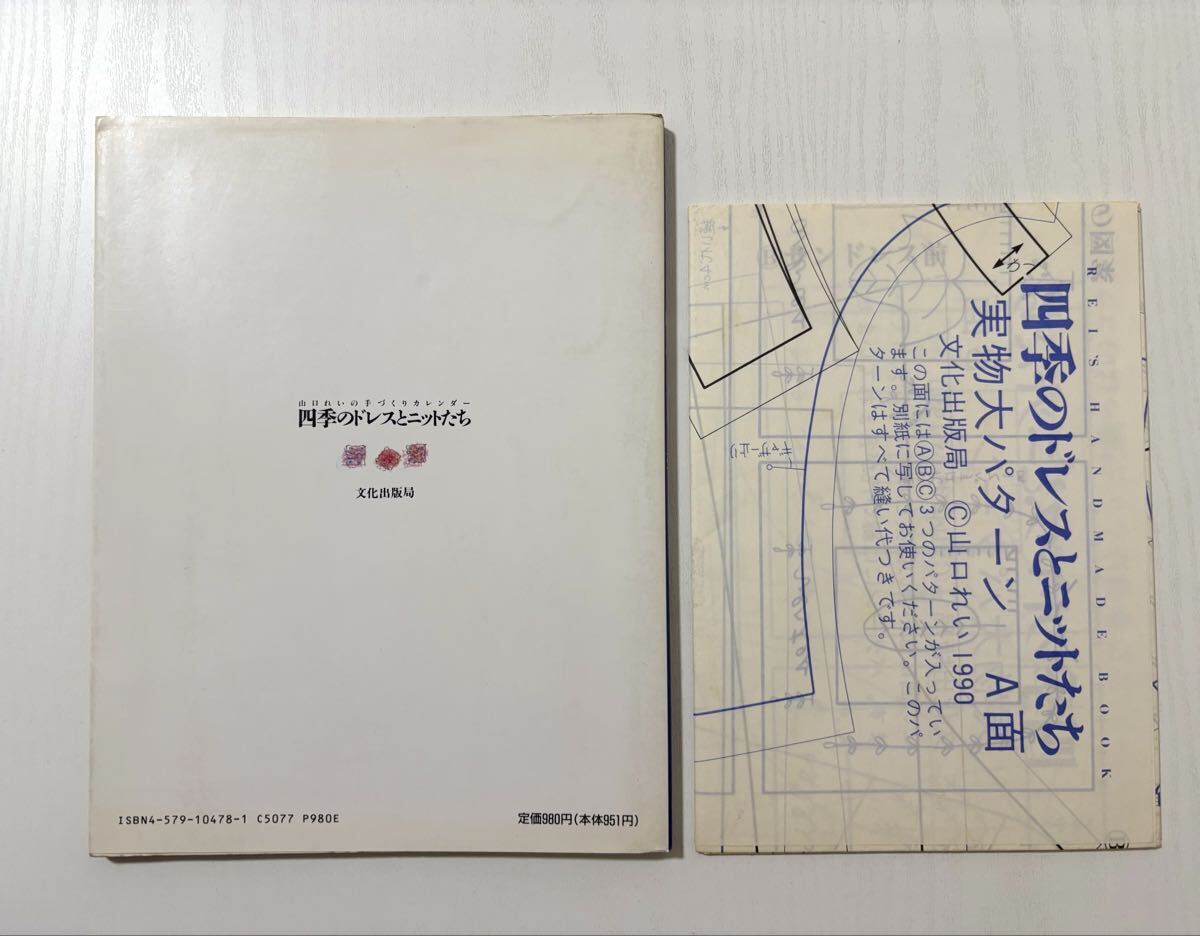 山口れいの手づくりカレンダー
四季のドレスとニットたち
文化出版局
ISBN4-579-10478-1 C5077 P980E
定価980円(本体951円)
REI'S HANDMADE BOOK
四季のドレスとニットたち
実物大パターン A面
文化出版局 Ⓒ山口れい1990
この面にはⒶⒷⒸ3つのパターンが入ってい
ます。別紙に写してお使いください。このパ
ターンはすべて縫い代つきです。
わ